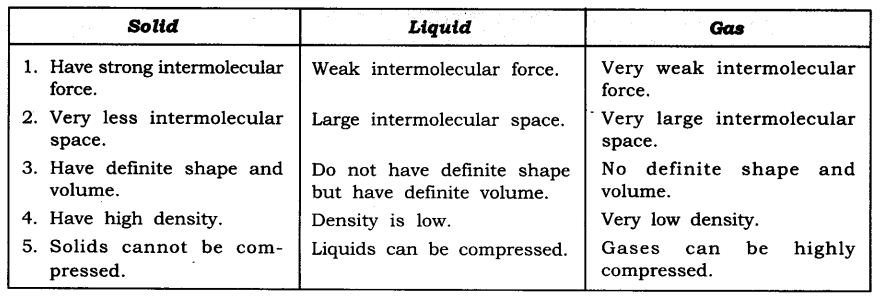 Solid
Liquid
Gas
1. Have strong intermolecular
force.
Weak intermolecular force.
Very weak intermolecular
force.
2. Very less intermolecular
space.
Large intermolecular space.
Very large intermolecular
space.
3. Have definite shape and
volume.
Do not have definite shape
but have definite volume.
No definite shape and
volume.
4. Have high density.
Density is low.
Very low density.
5. Solids cannot be com-
pressed.
Liquids can be compressed.
Gases can be highly
compressed.